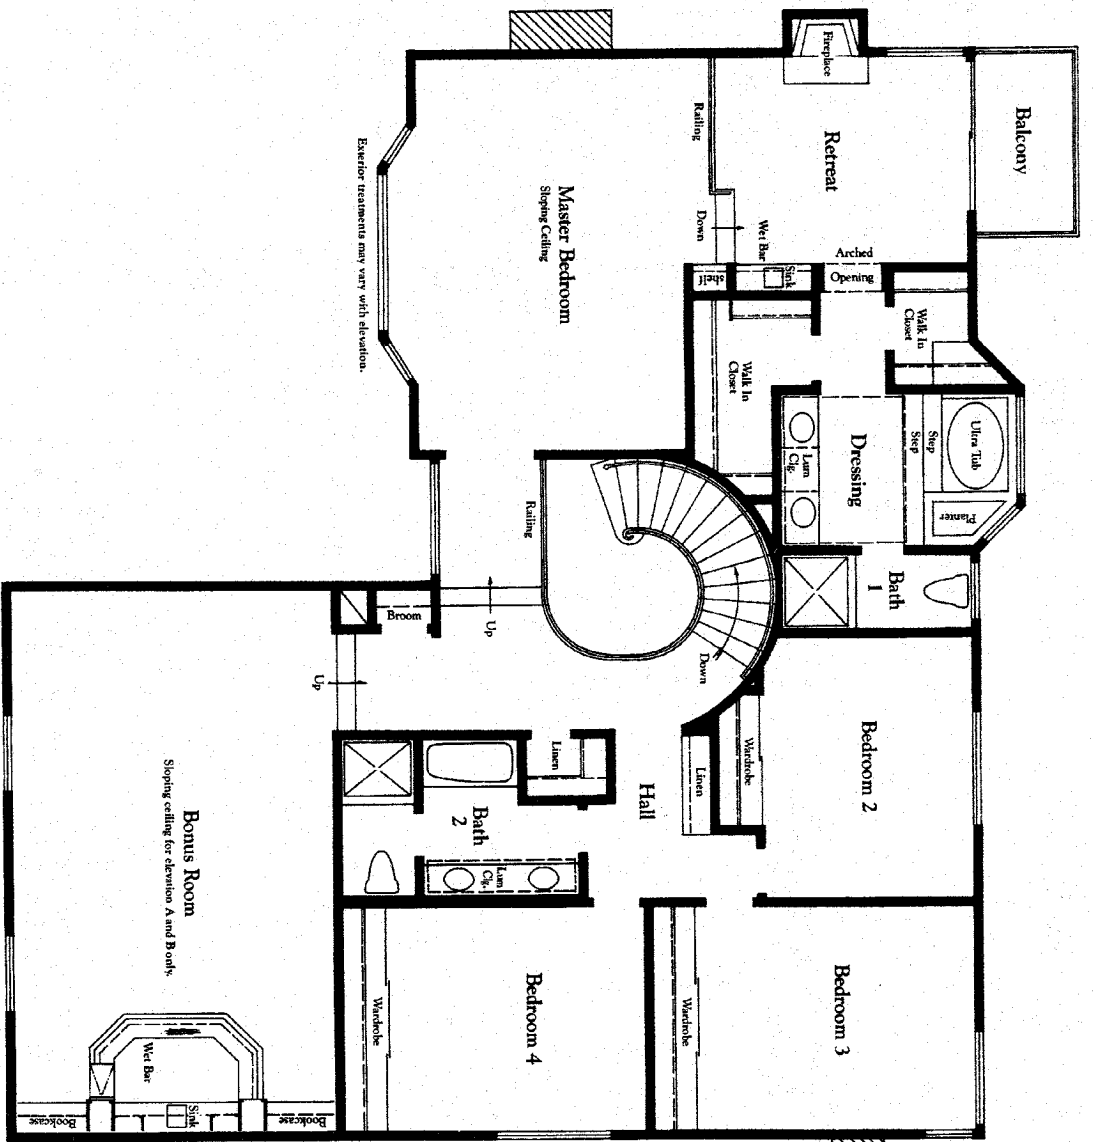 Fireplace
Balcony
Retreat
Railing
Master Bedroom
Sloping Ceiling
Exterior treatments may vary with elevation.
Down
Wet Bar
Arched
Opening
Sink
shelf
Walk In
Closet
Walk In
Closet
Ultra Tub
Step
Step
Dressing
Lum
Clg.
Planter
Railing
Bath
1
Broom
Up
Down
Up
Bedroom 2
Wardrobe
Linen
Linen
Hall
Bath
2
Lum
Clg.
Bonus Room
Sloping ceiling for elevation A and B only.
Bedroom 3
Bedroom 4
Wardrobe
Wardrobe
Wet Bar
Sink
Bookcase
Bookcase